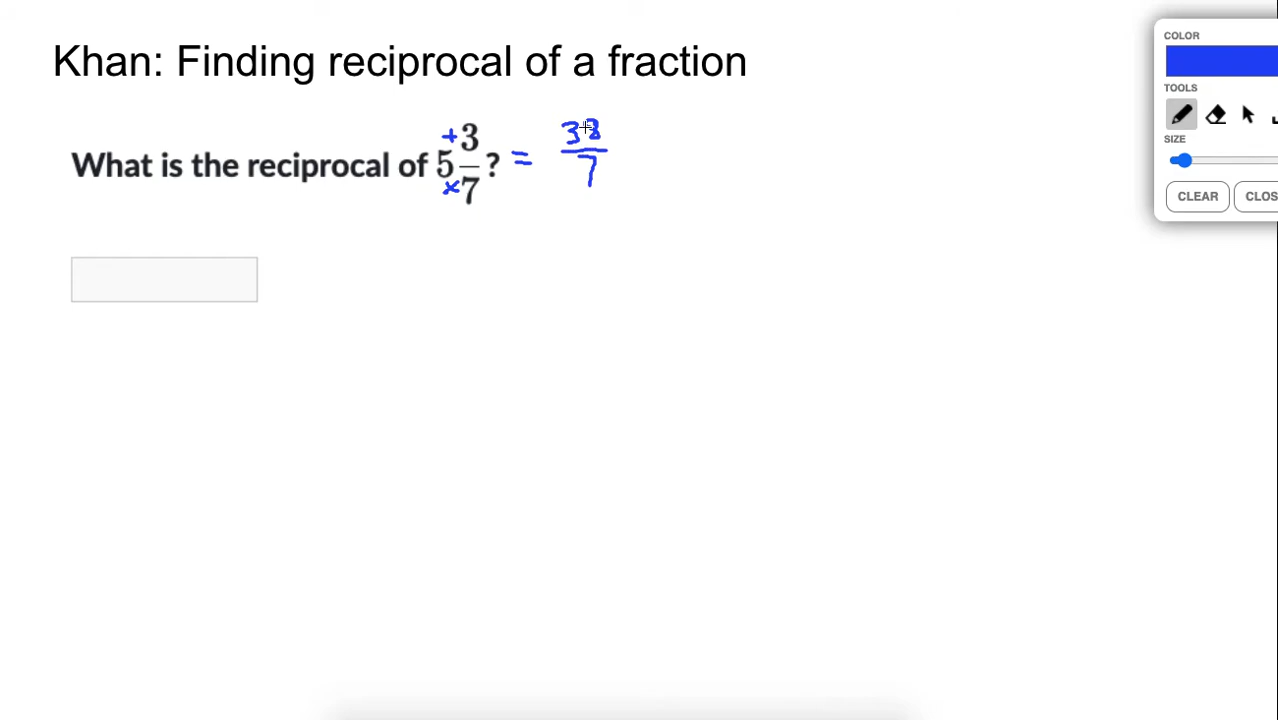 Khan: Finding reciprocal of a fraction
COLOR
TOOLS
SIZE
CLEAR CLOS
What is the reciprocal of 5 3/7? = 38/7
+
×